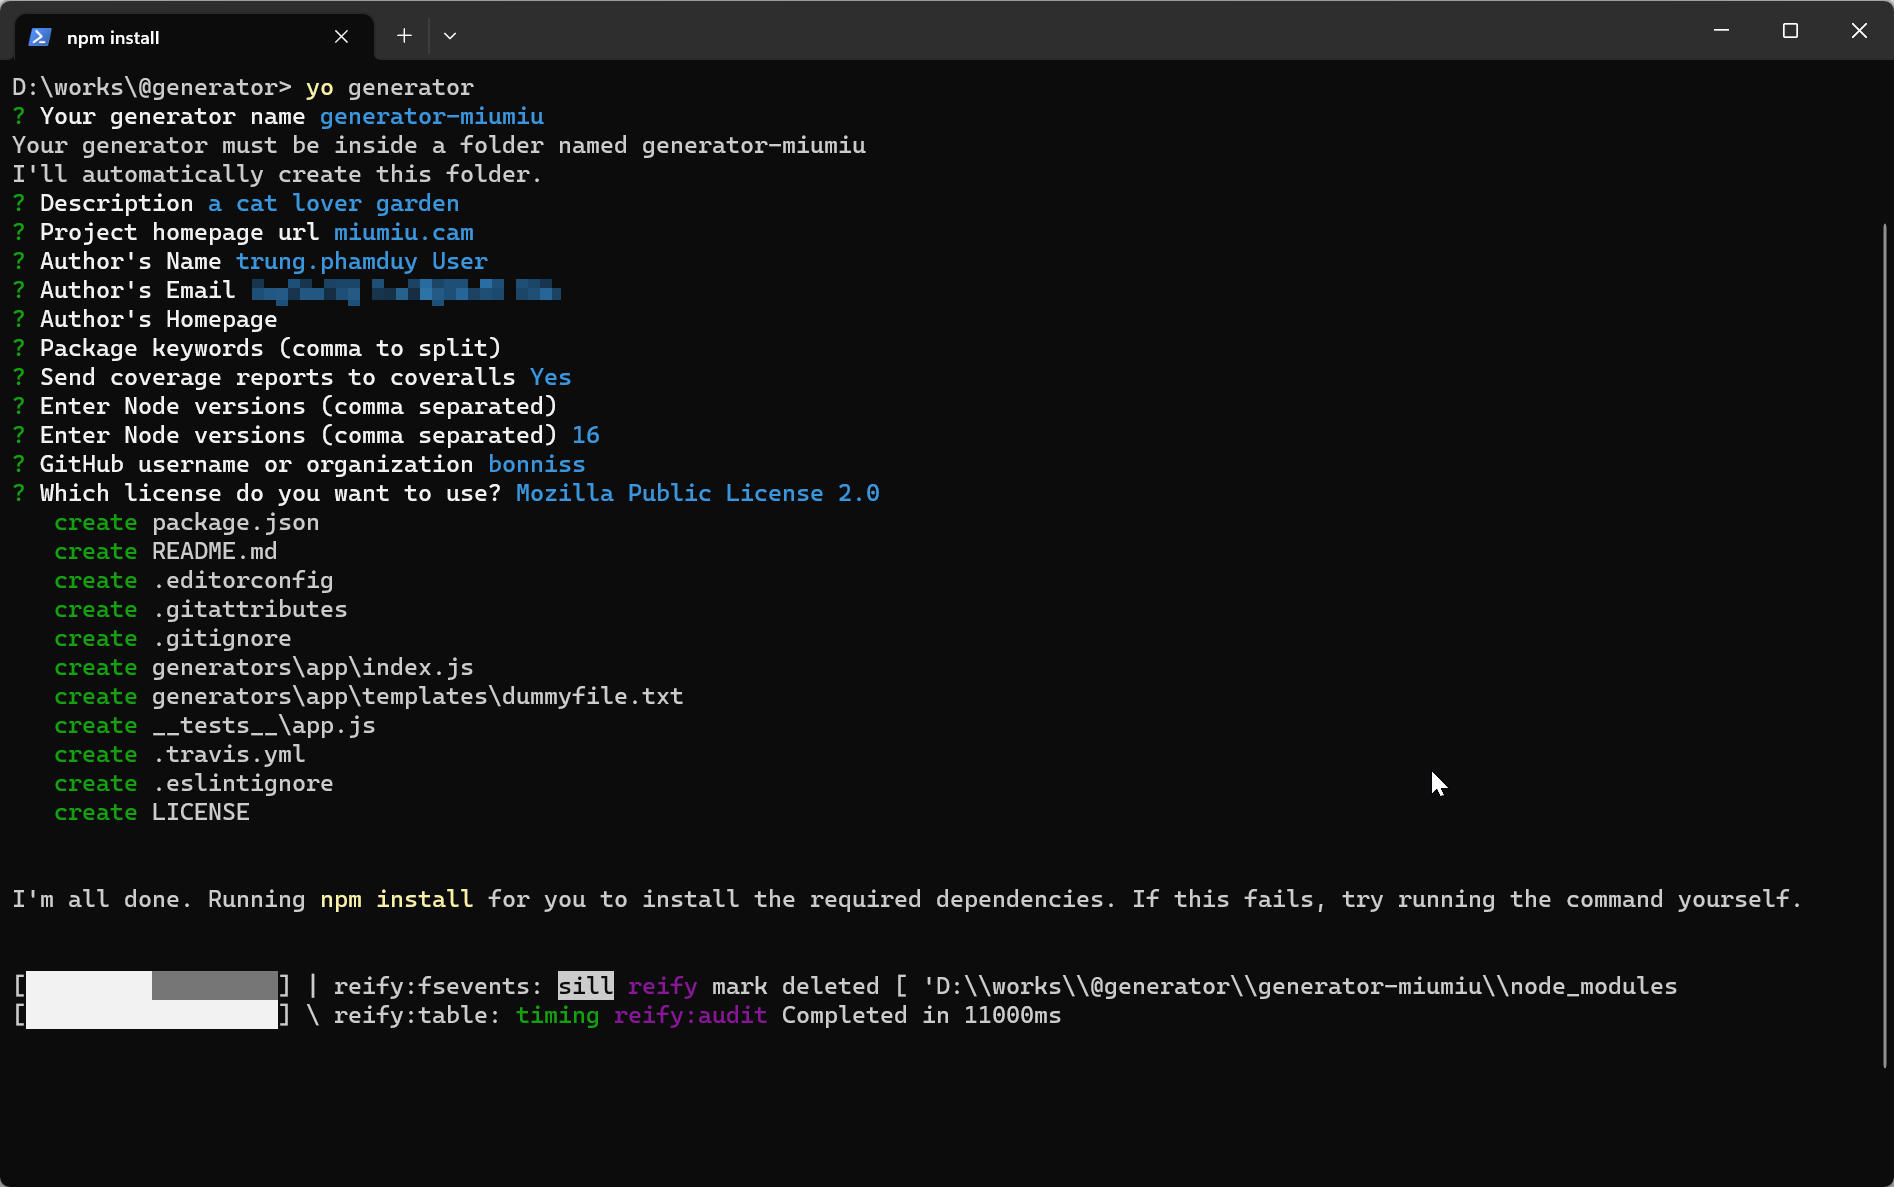 npm install
D:\works\@generator> yo generator
? Your generator name generator-miumiu
Your generator must be inside a folder named generator-miumiu
I'll automatically create this folder.
? Description a cat lover garden
? Project homepage url miumiu.cam
? Author's Name trung.phamduy User
? Author's Email
? Author's Homepage
? Package keywords (comma to split)
? Send coverage reports to coveralls Yes
? Enter Node versions (comma separated)
? Enter Node versions (comma separated) 16
? GitHub username or organization bonniss
? Which license do you want to use? Mozilla Public License 2.0
create package.json
create README.md
create .editorconfig
create .gitattributes
create .gitignore
create generators\app\index.js
create generators\app\templates\dummyfile.txt
create __tests__\app.js
create .travis.yml
create .eslintignore
create LICENSE
I'm all done. Running npm install for you to install the required dependencies. If this fails, try running the command yourself.
[ ] | reify:fsevents: sill reify mark deleted [ 'D:\\works\\@generator\\generator-miumiu\\node_modules
[ ] \ reify:table: timing reify:audit Completed in 11000ms